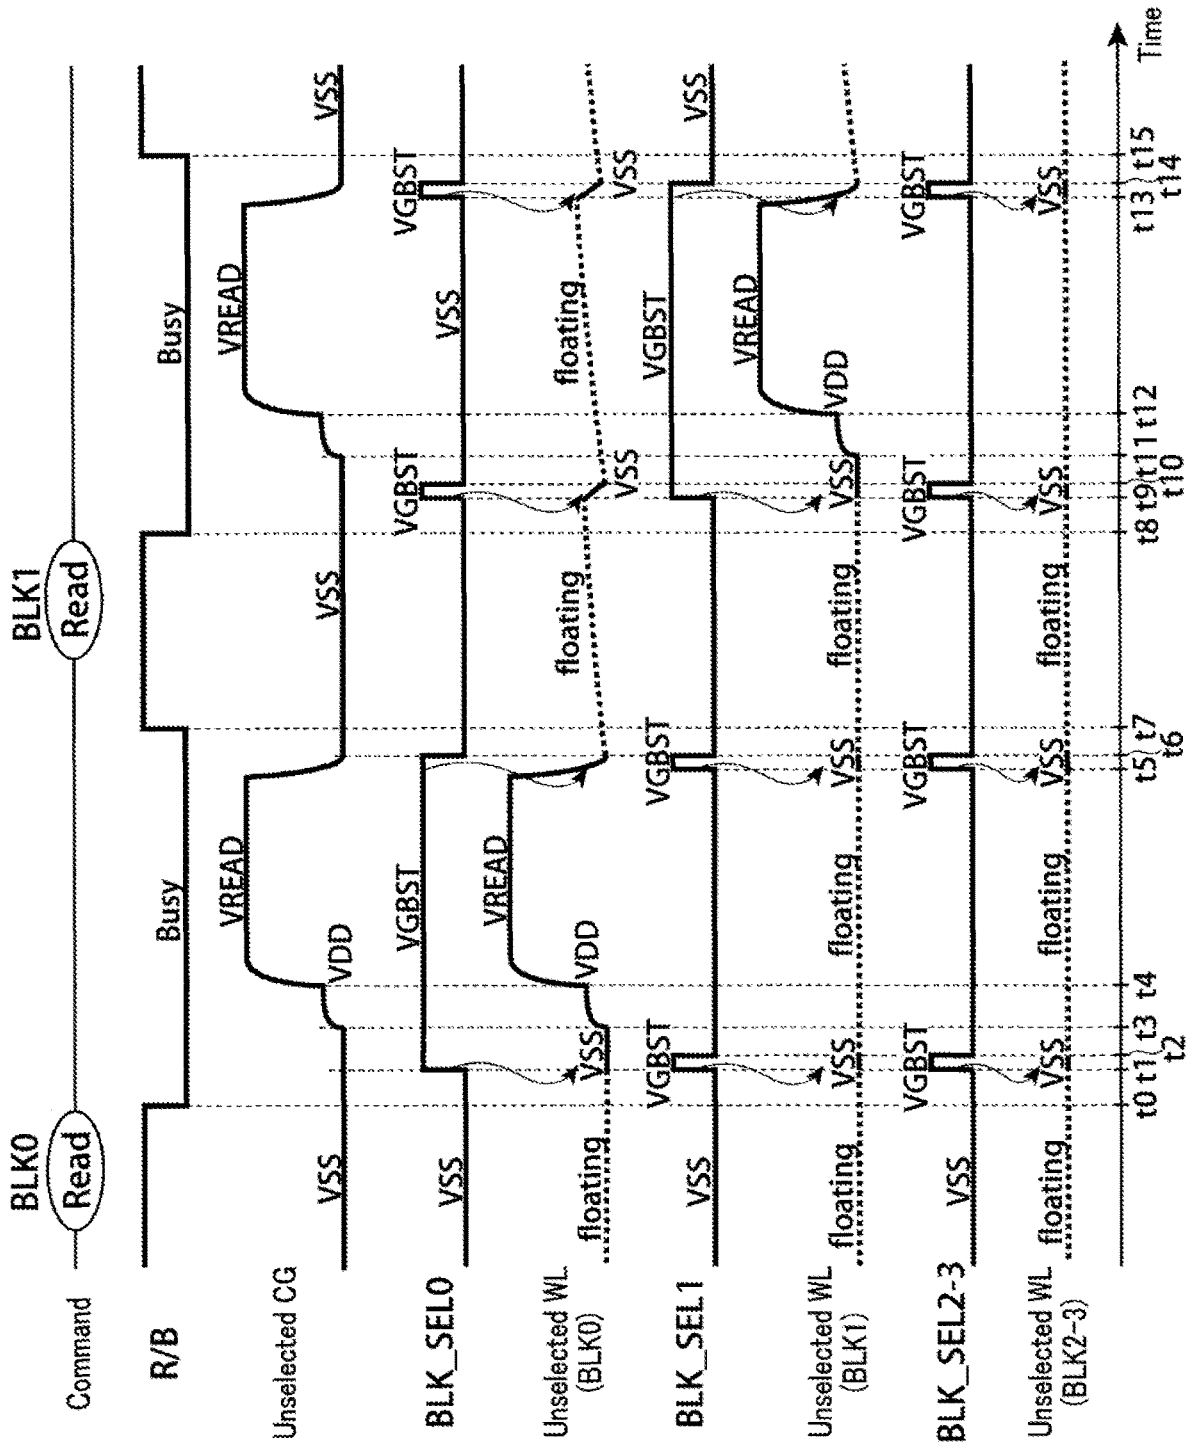 BLK0
BLK1
Command
Read
Read
R/B
Busy
Busy
Unselected CG
VSS
VDD
VREAD
VSS
VREAD
VSS
BLK_SEL0
VSS
VGBST
VGBST
VSS
VGBST
Unselected WL
(BLK0)
floating
VSS
VDD
VREAD
floating
VSS
floating
VSS
BLK_SEL1
VSS
VGBST
VGBST
VGBST
VSS
Unselected WL
(BLK1)
floating
VSS
floating
VSS
floating
VSS
VDD
VREAD
BLK_SEL2-3
VSS
VGBST
VGBST
VGBST
VGBST
Unselected WL
(BLK2-3)
floating
VSS
floating
VSS
floating
VSS
VSS
t0 t1 t3 t4 t5 t7 t8 t9 t11 t12 t13 t15
t2 t6 t10 t14
Time